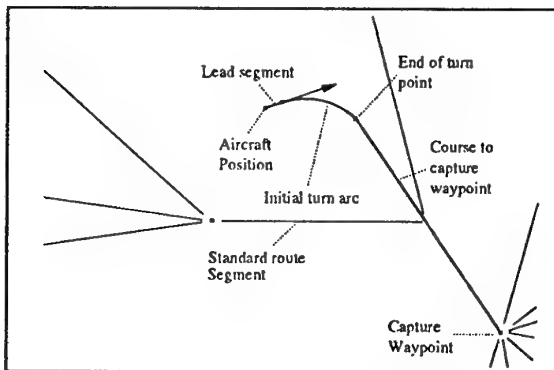 Lead segment
End of turn
point
Aircraft
Position
Course to
capture
waypoint
Initial turn arc
Standard route
Segment
Capture
Waypoint